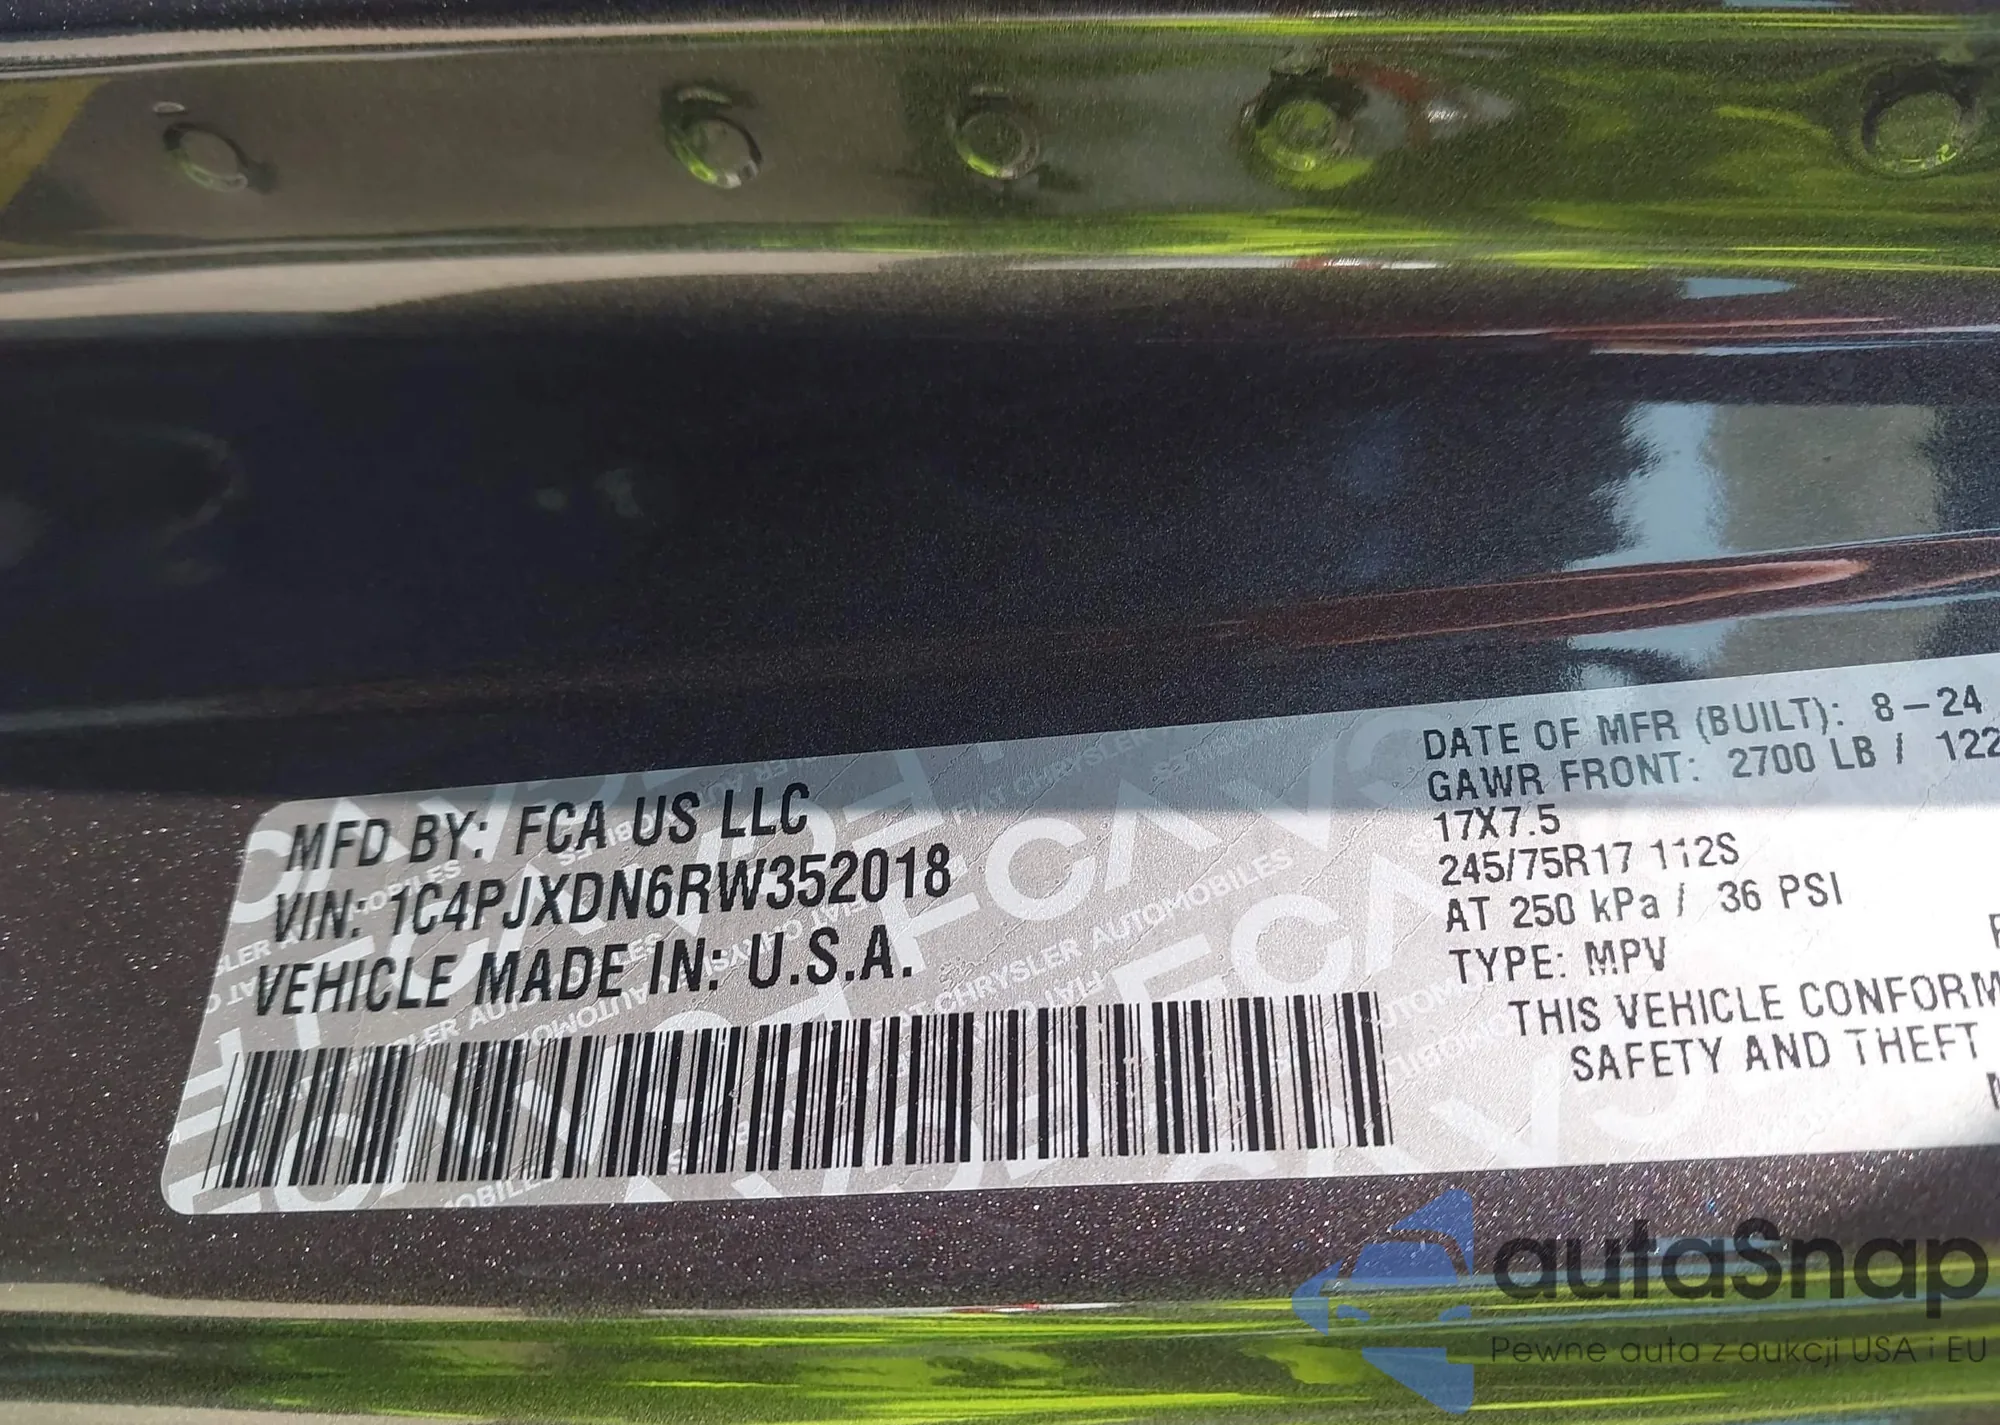 MFD BY: FCA US LLC
VIN: 1C4PJXDN6RW352018
VEHICLE MADE IN: U.S.A.
DATE OF MFR (BUILT): 8-24
GAWR FRONT: 2700 LB / 122
17X7.5
245/75R17 112S
AT 250 kPa / 36 PSI
TYPE: MPV
THIS VEHICLE CONFORM
SAFETY AND THEFT
autaSnap
Pewne auta z aukcji USA i EU